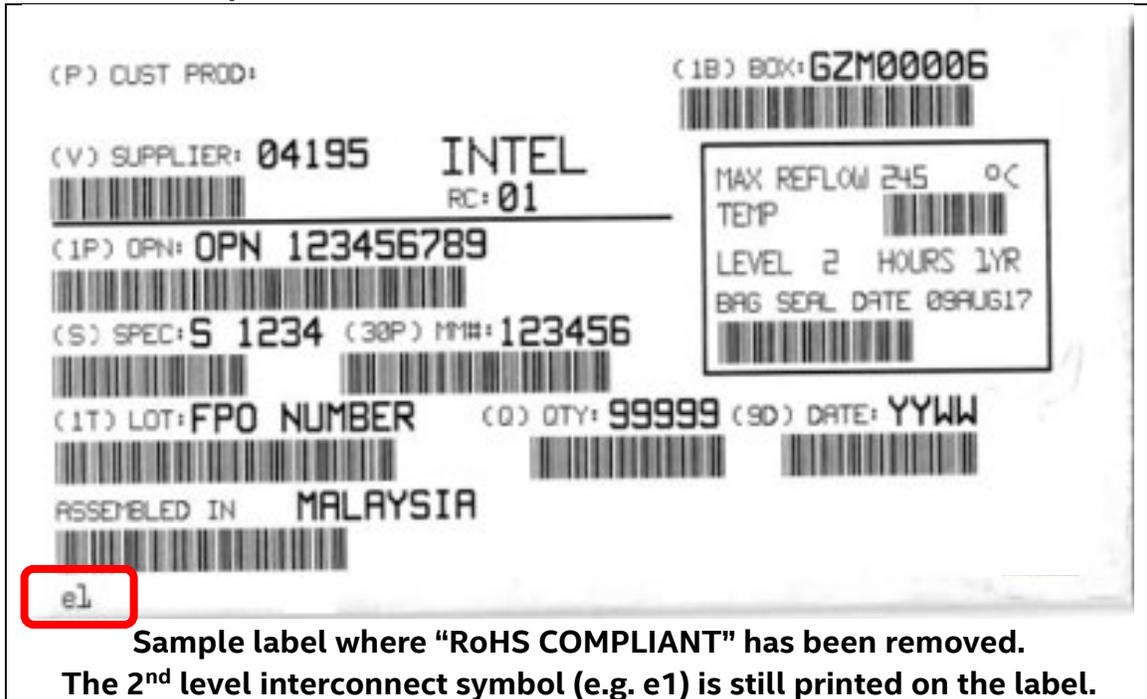 (P) CUST PROD:
(1B) BOX: GZM00006
(V) SUPPLIER: 04195 INTEL
RC: 01
MAX REFLOW 245 °C
TEMP
LEVEL 2 HOURS 1YR
BAG SEAL DATE 09AUG17
(1P) OPN: OPN 123456789
(S) SPEC: S 1234 (30P) MM#: 123456
(1T) LOT: FPO NUMBER (Q) QTY: 99999 (9D) DATE: YYWW
ASSEMBLED IN MALAYSIA
e1
Sample label where “RoHS COMPLIANT” has been removed.
The 2nd level interconnect symbol (e.g. e1) is still printed on the label.